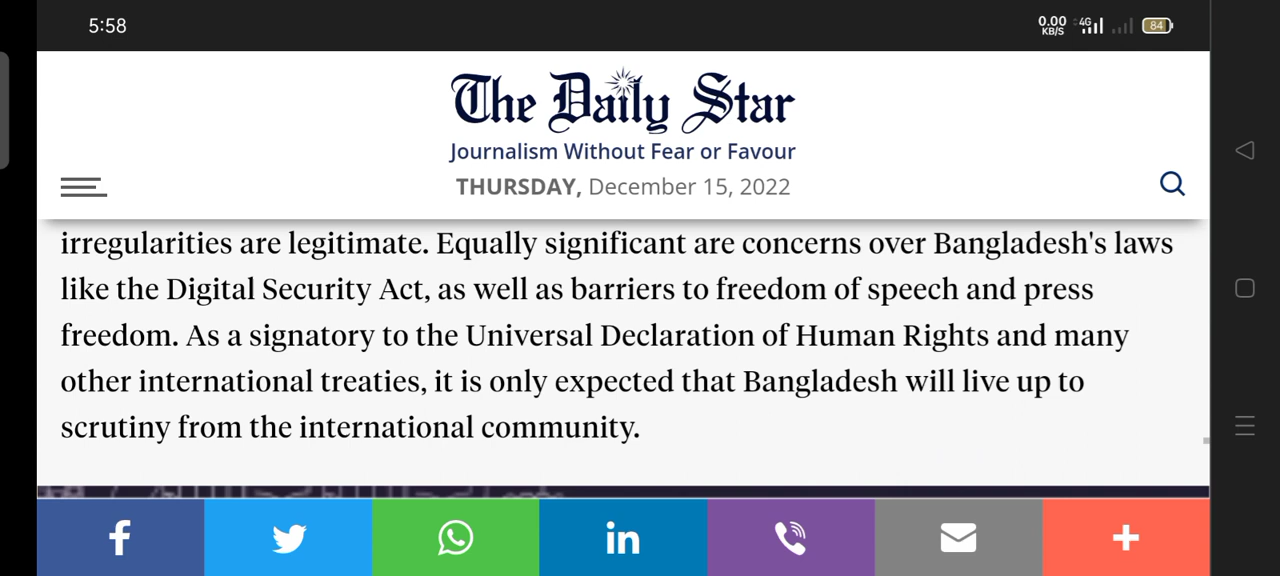 5:58
0.00
KB/S
4G
84
The Daily Star
Journalism Without Fear or Favour
THURSDAY, December 15, 2022
irregularities are legitimate. Equally significant are concerns over Bangladesh's laws
like the Digital Security Act, as well as barriers to freedom of speech and press
freedom. As a signatory to the Universal Declaration of Human Rights and many
other international treaties, it is only expected that Bangladesh will live up to
scrutiny from the international community.
f
in
+